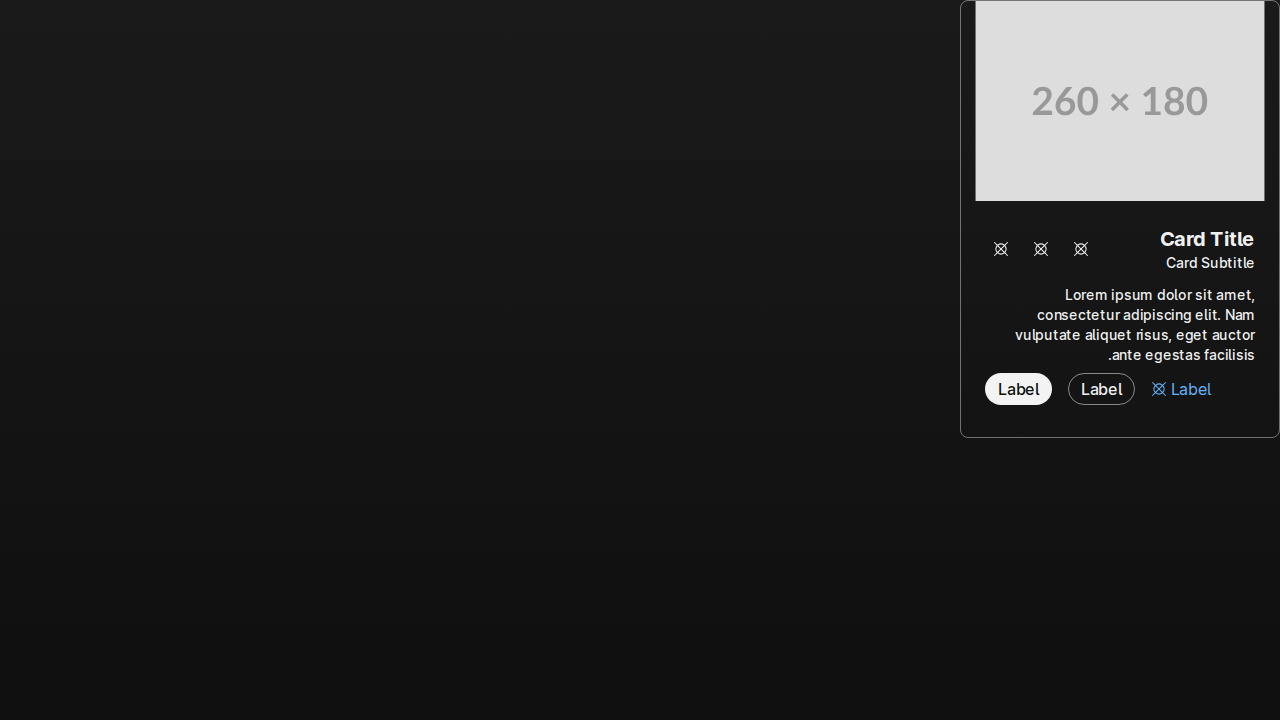 260 × 180
Card Title
Card Subtitle
Lorem ipsum dolor sit amet,
consectetur adipiscing elit. Nam
vulputate aliquet risus, eget auctor
.ante egestas facilisis
Label Label Label